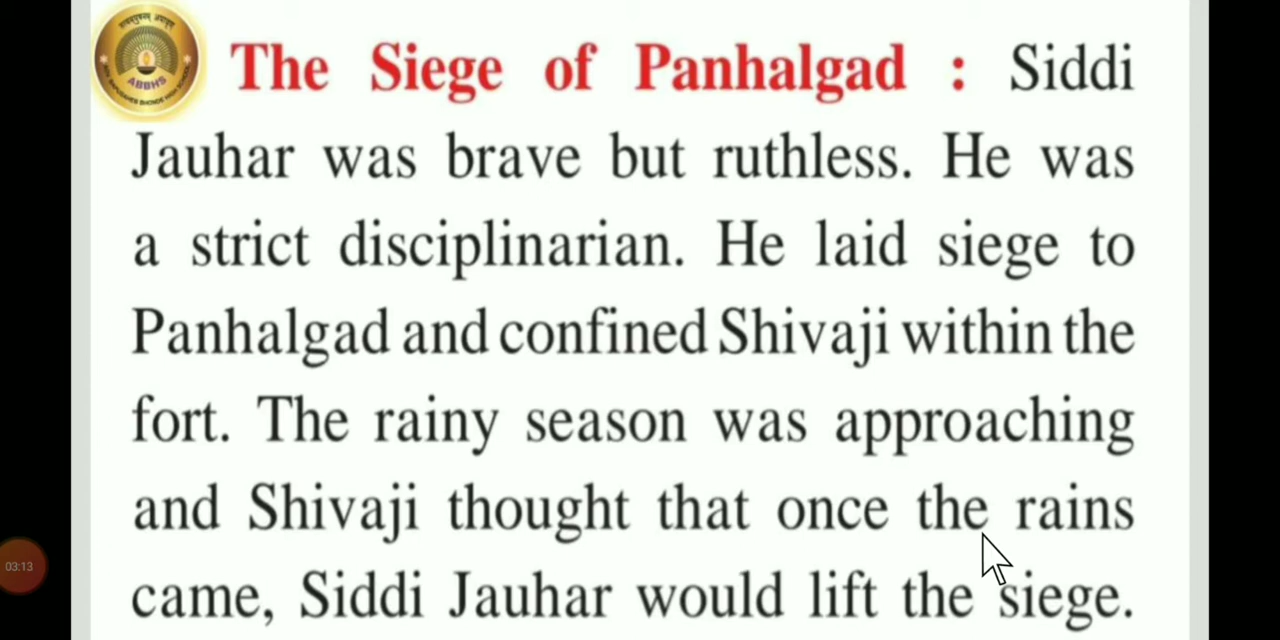 The Siege of Panhalgad : Siddi
Jauhar was brave but ruthless. He was
a strict disciplinarian. He laid siege to
Panhalgad and confined Shivaji within the
fort. The rainy season was approaching
and Shivaji thought that once the rains
came, Siddi Jauhar would lift the siege.
ABBHS
03:13